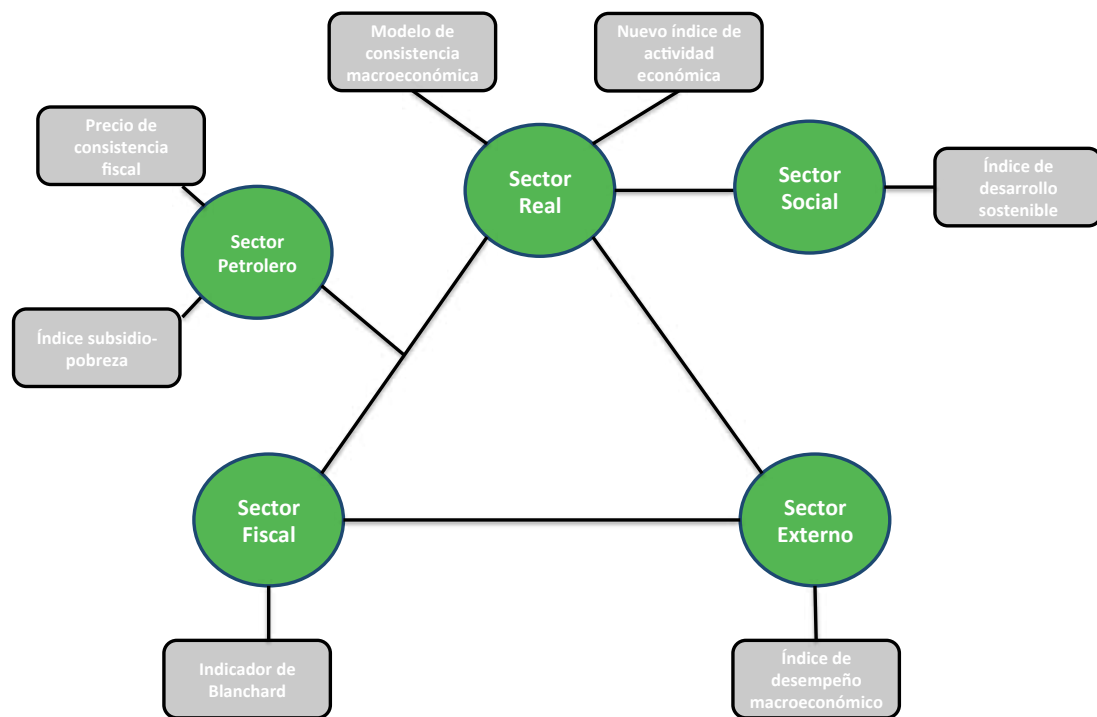 Modelo de
consistencia
macroeconómica
Nuevo índice de
actividad
económica
Precio de
consistencia
fiscal
Sector
Real
Sector
Social
Índice de
desarrollo
sostenible
Sector
Petrolero
Índice subsidio-
pobreza
Sector
Fiscal
Sector
Externo
Indicador de
Blanchard
Índice de
desempeño
macroeconómico